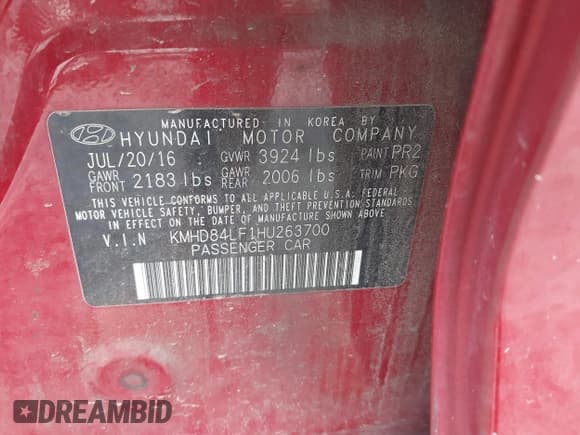 MANUFACTURED IN KOREA BY
HYUNDAI MOTOR COMPANY
JUL/20/16 GVWR 3924 lbs PAINT PR2
GAWR FRONT 2183 lbs GAWR REAR 2006 lbs TRIM PKG
THIS VEHICLE CONFORMS TO ALL APPLICABLE U.S.A. FEDERAL
MOTOR VEHICLE SAFETY, BUMPER, AND THEFT PREVENTION STANDARDS
IN EFFECT ON THE DATE OF MANUFACTURE SHOWN ABOVE.
V.I.N KMHD84LF1HU263700
PASSENGER CAR
DREAMBID